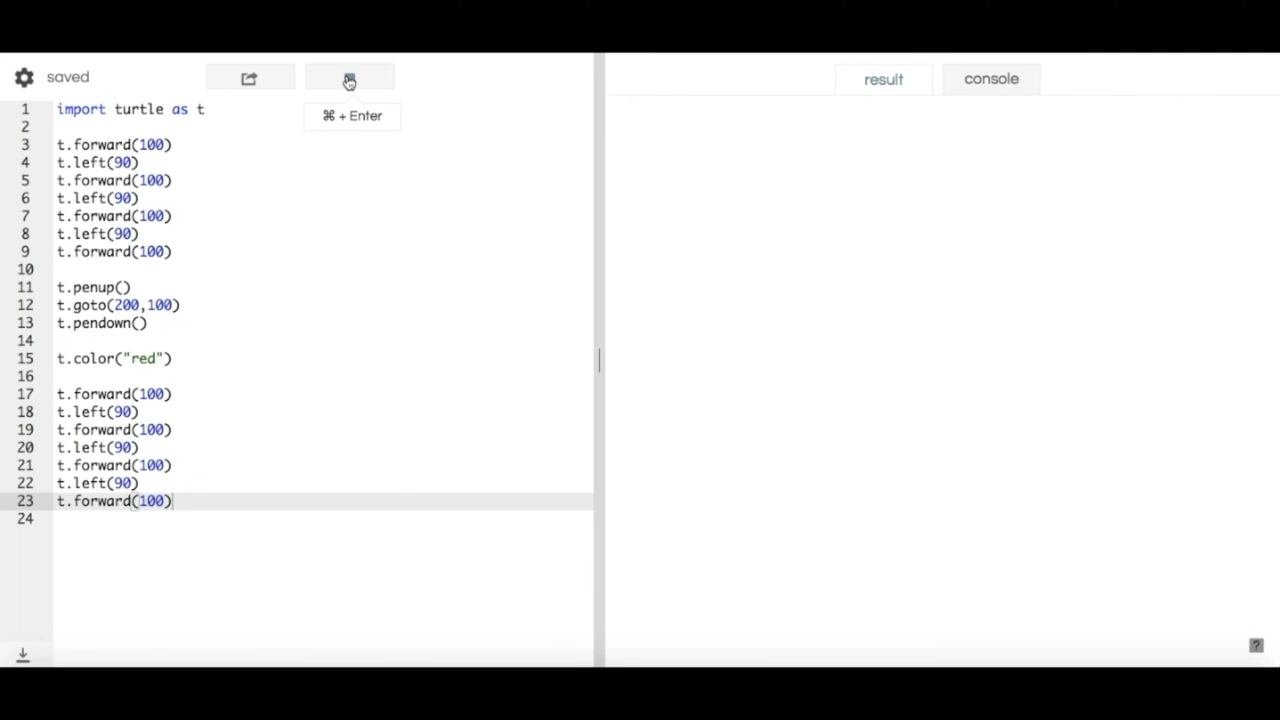 saved
result
console
⌘ + Enter
1 import turtle as t
2
3 t.forward(100)
4 t.left(90)
5 t.forward(100)
6 t.left(90)
7 t.forward(100)
8 t.left(90)
9 t.forward(100)
10
11 t.penup()
12 t.goto(200,100)
13 t.pendown()
14
15 t.color("red")
16
17 t.forward(100)
18 t.left(90)
19 t.forward(100)
20 t.left(90)
21 t.forward(100)
22 t.left(90)
23 t.forward(100)
24
?